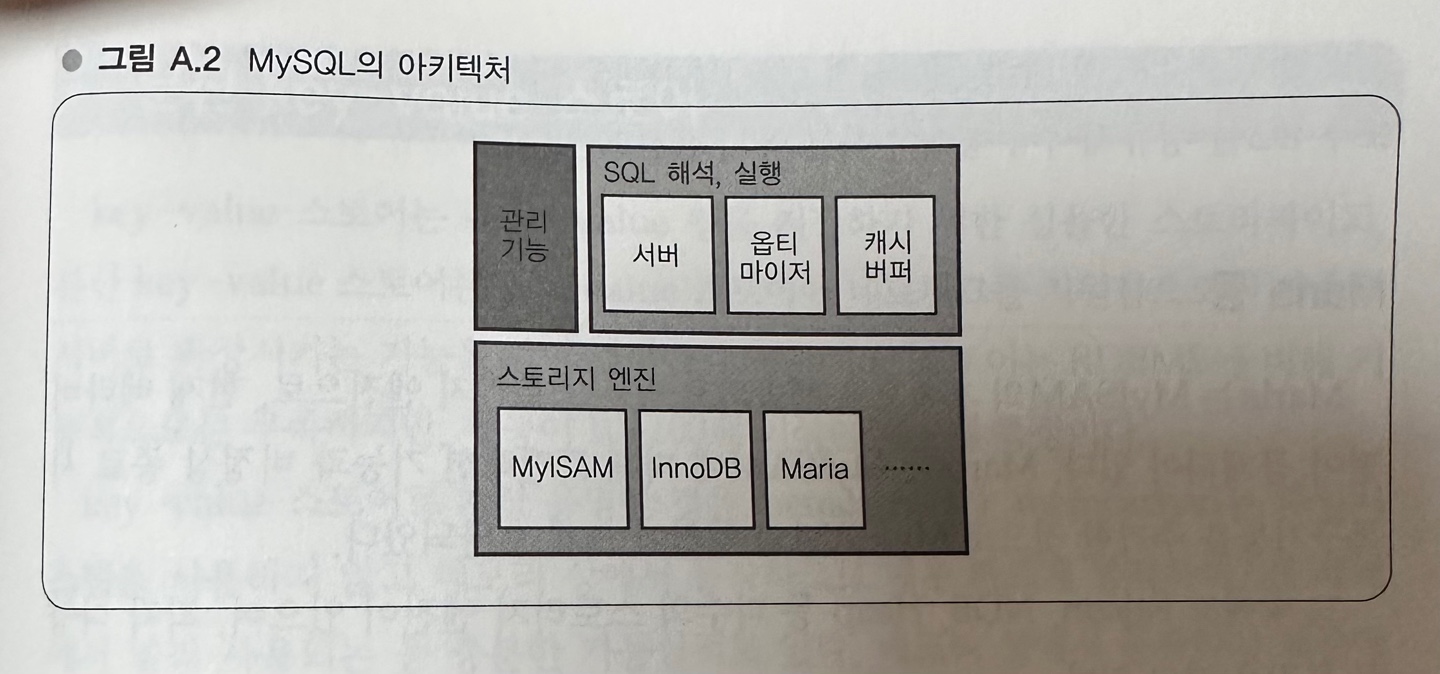 그림 A.2 MySQL의 아키텍처
관리
기능
SQL 해석, 실행
서버
옵티
마이저
캐시
버퍼
스토리지 엔진
MyISAM
InnoDB
Maria
……